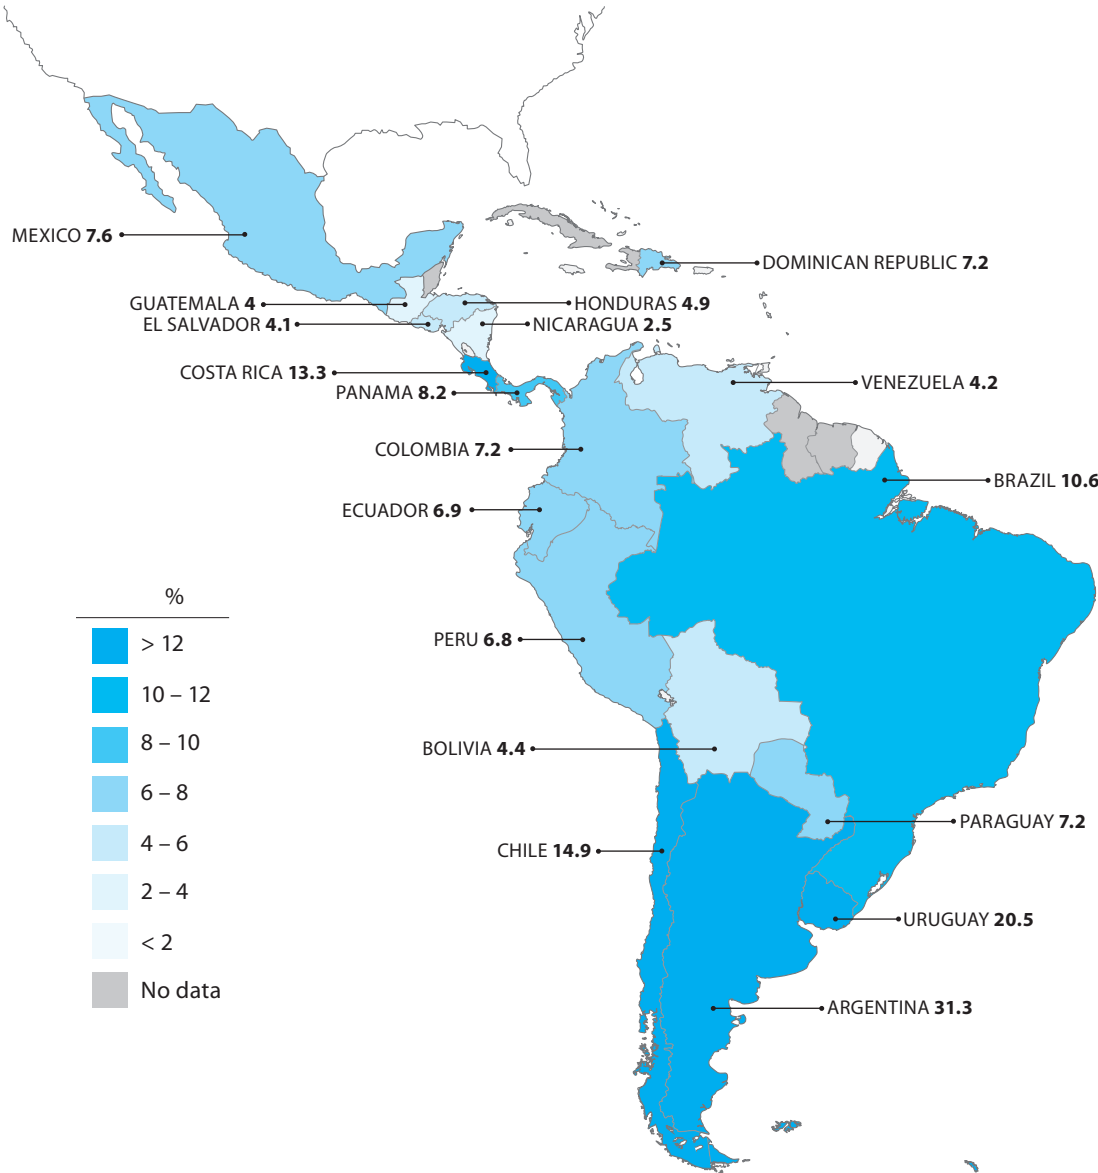 MEXICO 7.6
DOMINICAN REPUBLIC 7.2
GUATEMALA 4
HONDURAS 4.9
EL SALVADOR 4.1
NICARAGUA 2.5
COSTA RICA 13.3
VENEZUELA 4.2
PANAMA 8.2
COLOMBIA 7.2
BRAZIL 10.6
ECUADOR 6.9
%
> 12
PERU 6.8
10 – 12
8 – 10
BOLIVIA 4.4
6 – 8
PARAGUAY 7.2
4 – 6
CHILE 14.9
2 – 4
URUGUAY 20.5
< 2
No data
ARGENTINA 31.3